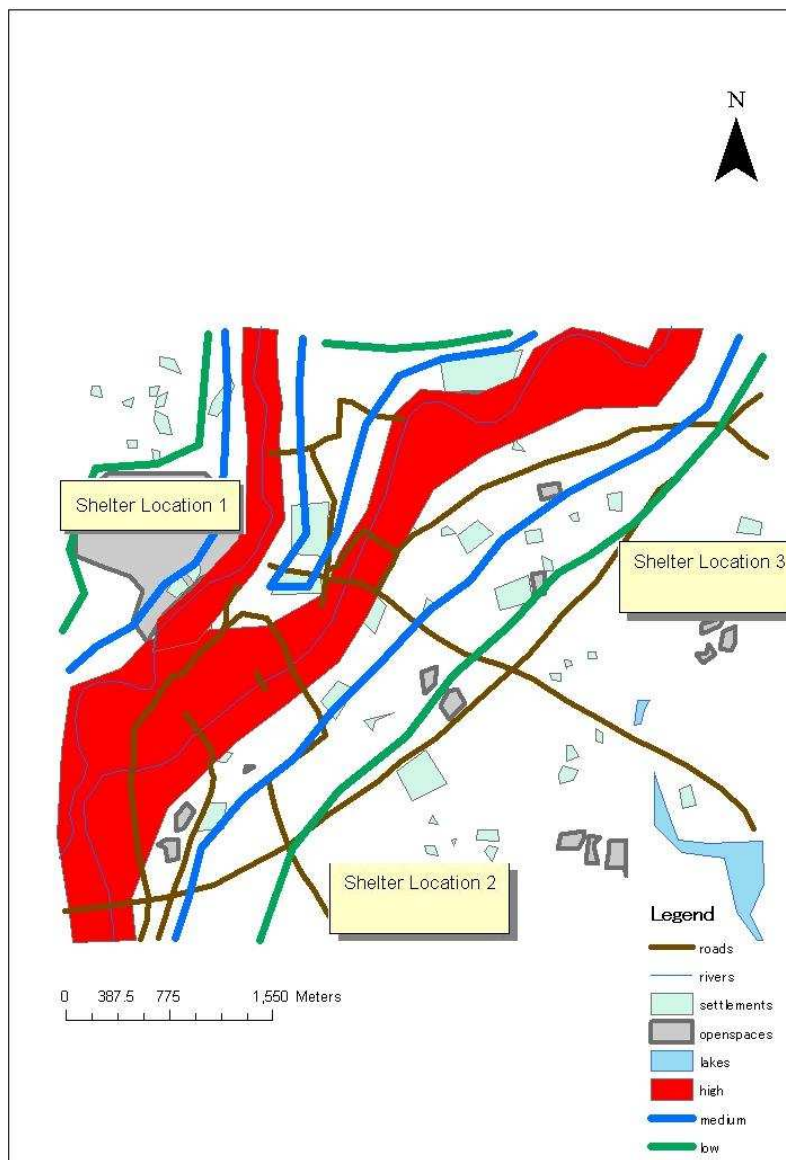 N
Shelter Location 1
Shelter Location 3
Shelter Location 2
Legend
roads
rivers
settlements
openspaces
lakes
high
medium
low
0 387.5 775 1,550 Meters